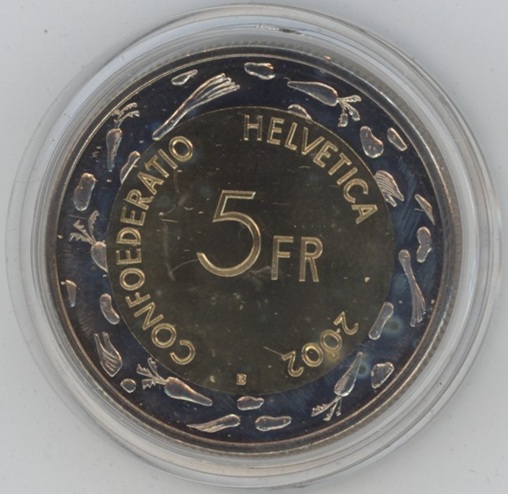 CONFOEDERATIO HELVETICA
5 FR
2002
B